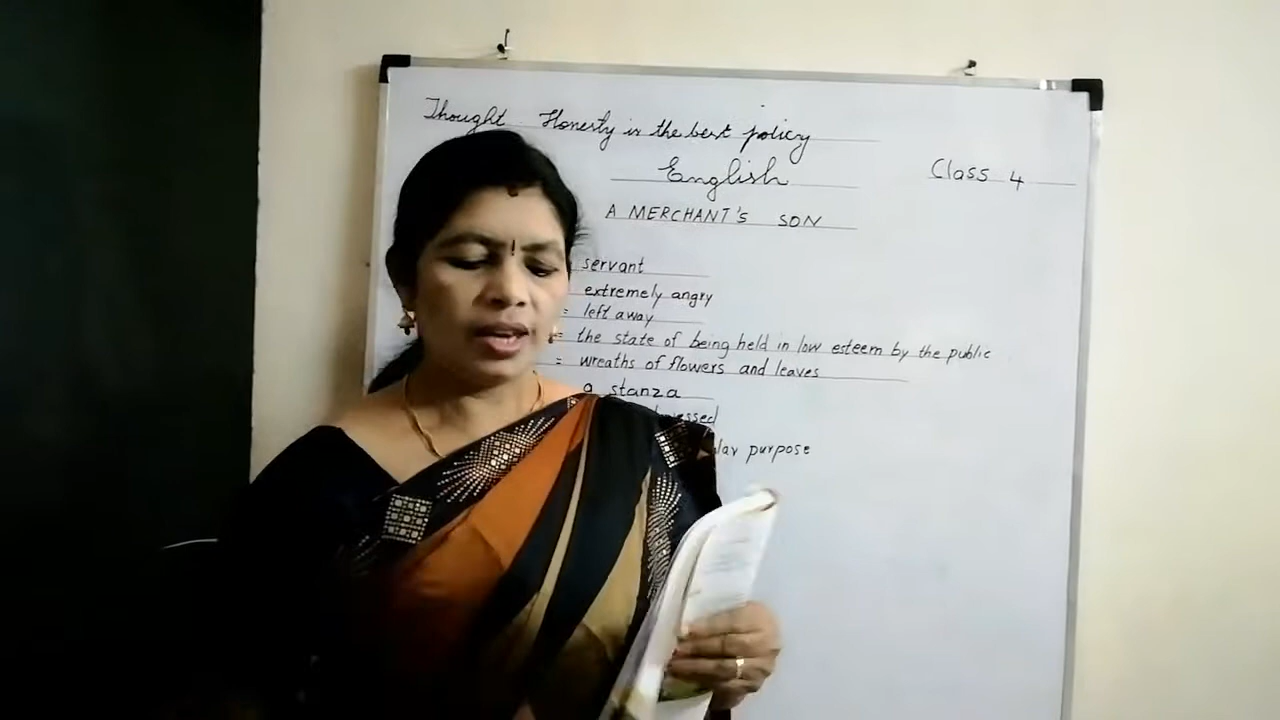 Thought Honesty is the best policy
English
Class 4
A MERCHANT'S SON
servant
extremely angry
= left away
= the state of being held in low esteem by the public
= wreaths of flowers and leaves
a stanza
purpose